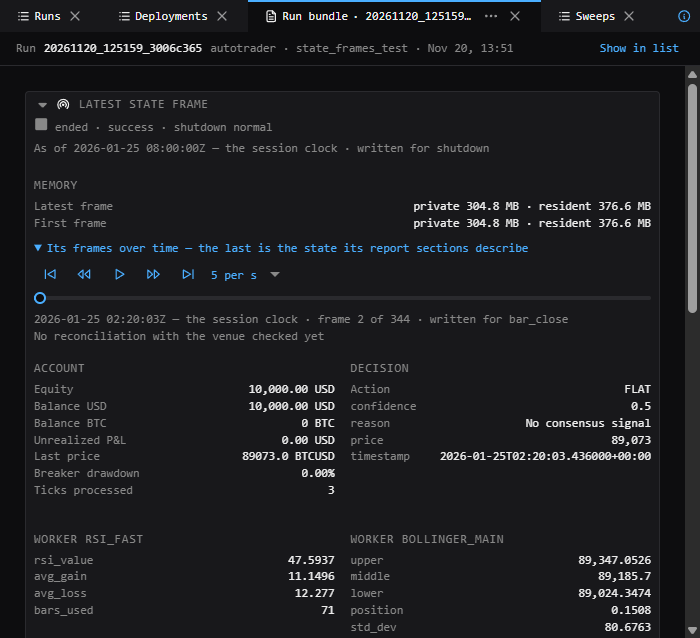 Runs Deployments Run bundle · 20261120_125159… ··· Sweeps
Run 20261120_125159_3006c365 autotrader · state_frames_test · Nov 20, 13:51 Show in list
LATEST STATE FRAME
ended · success · shutdown normal
As of 2026-01-25 08:00:00Z — the session clock · written for shutdown
MEMORY
Latest frame private 304.8 MB · resident 376.6 MB
First frame private 304.8 MB · resident 376.6 MB
Its frames over time — the last is the state its report sections describe
5 per s
2026-01-25 02:20:03Z — the session clock · frame 2 of 344 · written for bar_close
No reconciliation with the venue checked yet
ACCOUNT
Equity 10,000.00 USD
Balance USD 10,000.00 USD
Balance BTC 0 BTC
Unrealized P&L 0.00 USD
Last price 89073.0 BTCUSD
Breaker drawdown 0.00%
Ticks processed 3
DECISION
Action FLAT
confidence 0.5
reason No consensus signal
price 89,073
timestamp 2026-01-25T02:20:03.436000+00:00
WORKER RSI_FAST
rsi_value 47.5937
avg_gain 11.1496
avg_loss 12.277
bars_used 71
WORKER BOLLINGER_MAIN
upper 89,347.0526
middle 89,185.7
lower 89,024.3474
position 0.1508
std_dev 80.6763